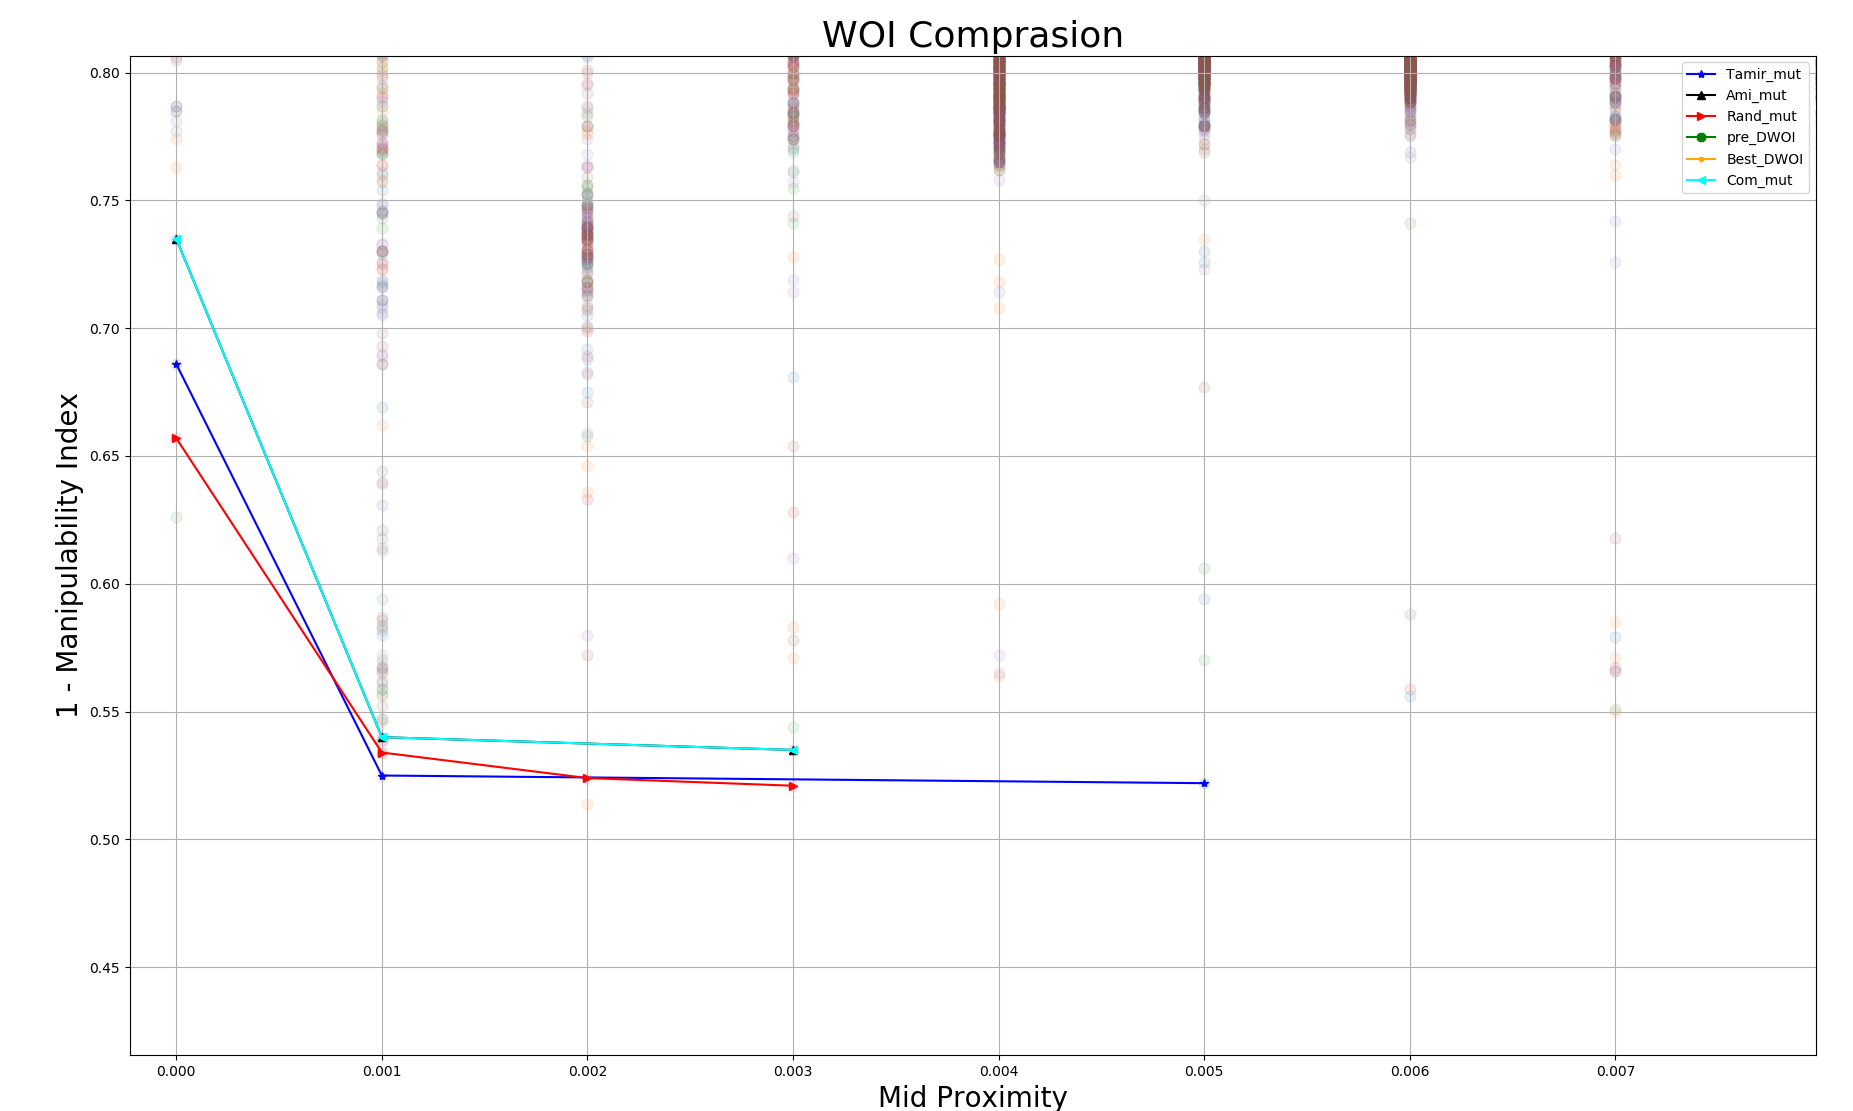 WOI Comprasion
0.80
0.75
0.70
0.65
0.60
0.55
0.50
0.45
1 - Manipulability Index
Tamir_mut
Ami_mut
Rand_mut
pre_DWOI
Best_DWOI
Com_mut
0.000 0.001 0.002 0.003 0.004 0.005 0.006 0.007
Mid Proximity